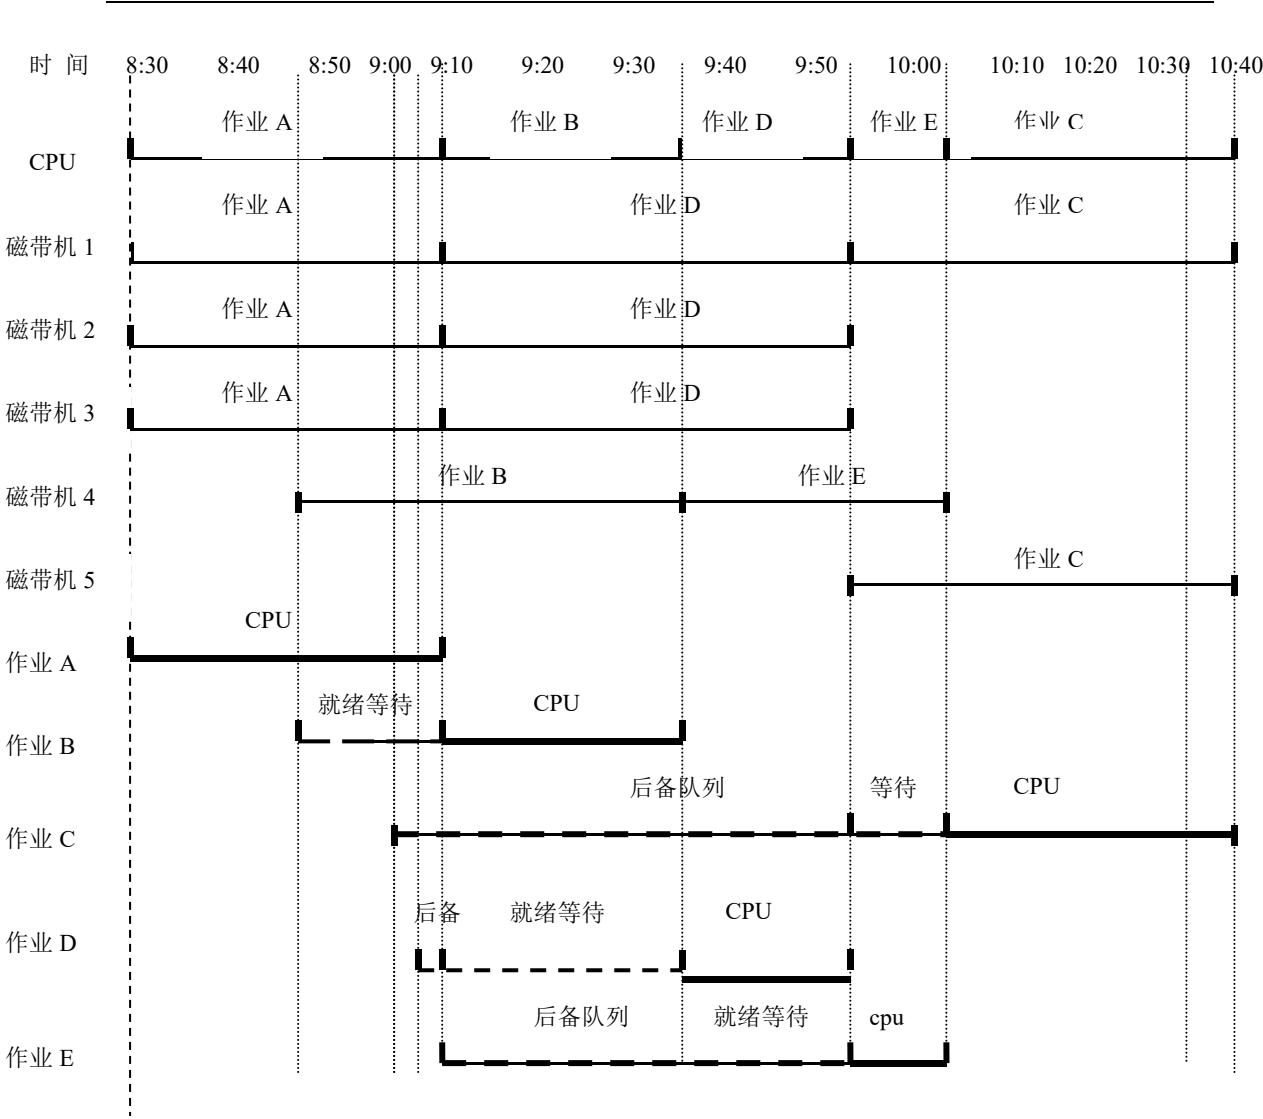 时 间 8:30 8:40 8:50 9:00 9:10 9:20 9:30 9:40 9:50 10:00 10:10 10:20 10:30 10:40
作业 A 作业 B 作业 D 作业 E 作业 C
CPU
作业 A 作业 D 作业 C
磁带机 1
作业 A 作业 D
磁带机 2
作业 A 作业 D
磁带机 3
作业 B 作业 E
磁带机 4
作业 C
磁带机 5
CPU
作业 A
就绪等待 CPU
作业 B
后备队列 等待 CPU
作业 C
后备 就绪等待 CPU
作业 D
后备队列 就绪等待 cpu
作业 E